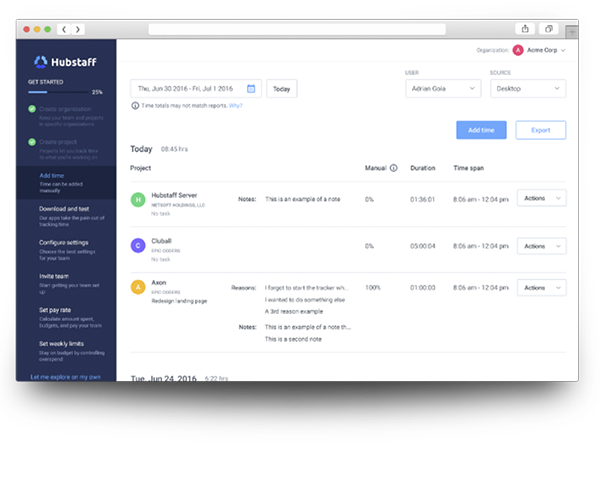 Hubstaff
Organization: A Acme Corp
GET STARTED
25%
Create organization
Keep your team and projects
in specific organizations
Create project
Projects let you track time
to what you're working on
Add time
Time can be added
manually
Download and test
Our apps take the pain out of
tracking time
Configure settings
Choose the best settings
for your team
Invite team
Start getting your team set
up
Set pay rate
Calculate amount spent,
budgets, and pay your team
Set weekly limits
Stay on budget by controlling
overspend
Let me explore on my own
USER
SOURCE
Thu, Jun 30 2016 - Fri, Jul 1 2016
Today
Adrian Goia
Desktop
Time totals may not match reports. Why?
Add time
Export
Today 08:45 hrs
Project Manual Duration Time span
H Hubstaff Server Notes: This is an example of a note 0% 01:36:01 8:06 am - 12:04 pm Actions
NETSOFT HOLDINGS, LLC
No task
C Cluball 0% 05:00:04 8:06 am - 12:04 pm Actions
EPIC CODERS
No task
A Axon Reasons: I forgot to start the tracker wh... 100% 01:00:03 8:06 am - 12:04 pm Actions
EPIC CODERS
Redesign landing page
I wanted to do something else
A 3rd reason example
Notes: This is an example of a note th...
This is a second note
Tue, Jun 24, 2016 6:22 hrs